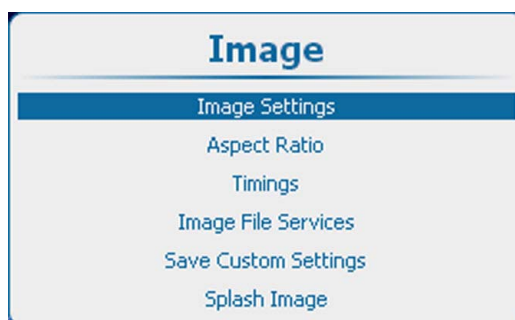 Image
Image Settings
Aspect Ratio
Timings
Image File Services
Save Custom Settings
Splash Image